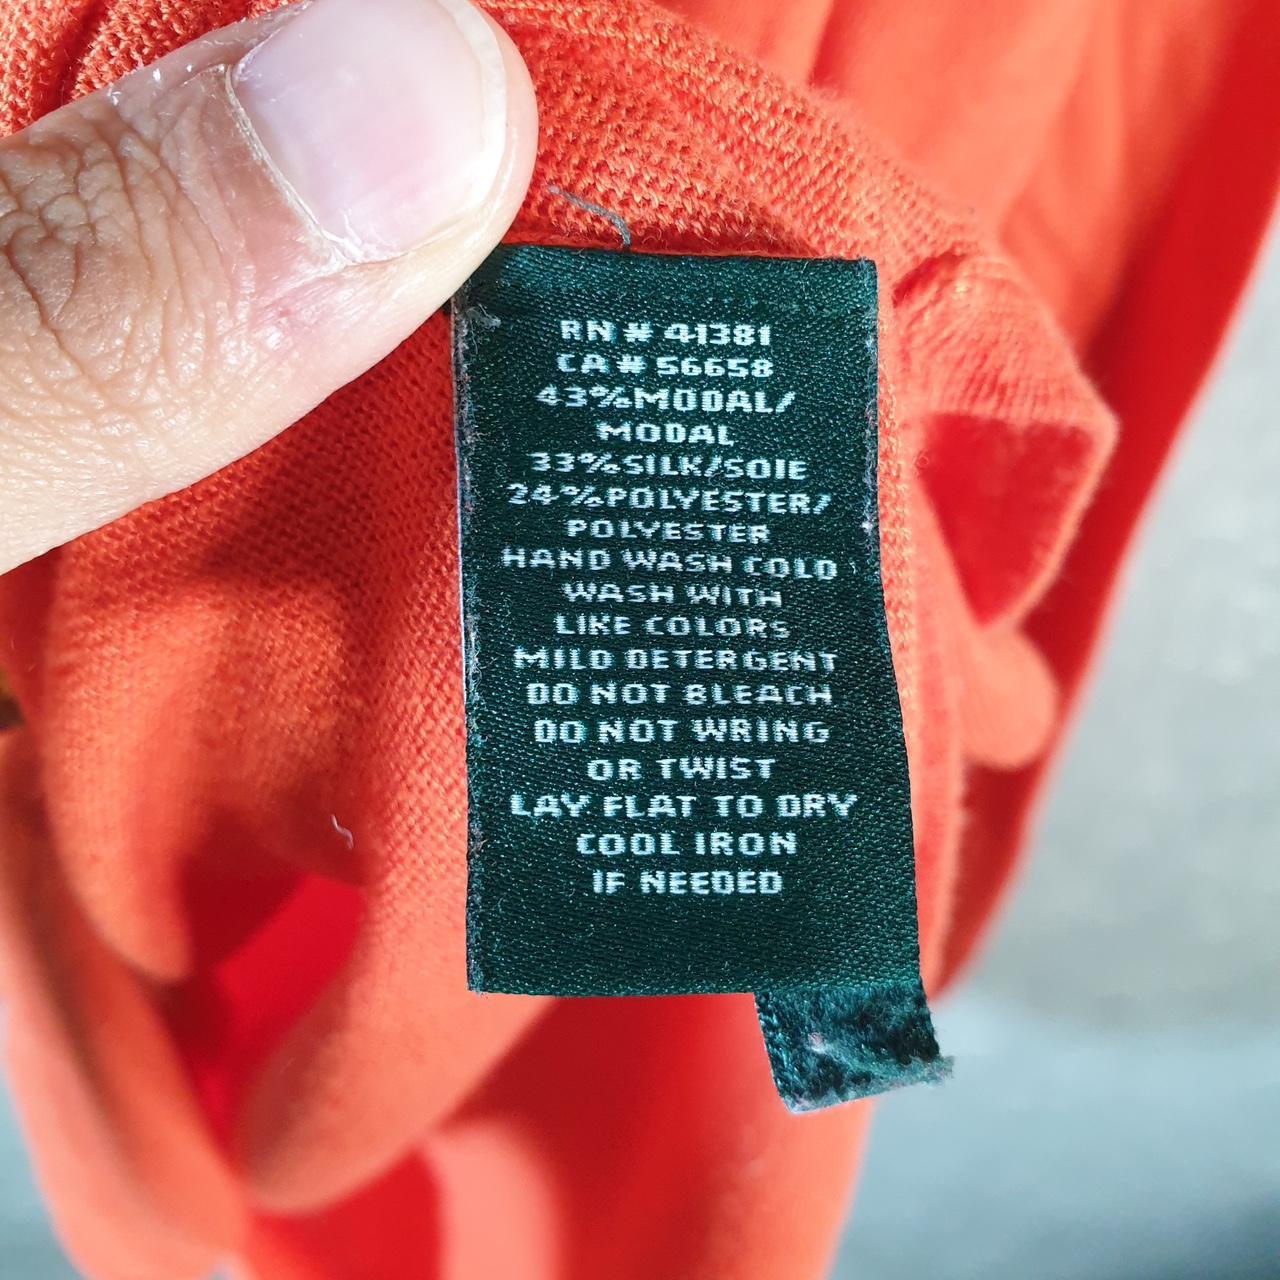 RN # 41381
CA # 56658
43%MODAL/
MODAL
33%SILK/SOIE
24%POLYESTER/
POLYESTER
HAND WASH COLD
WASH WITH
LIKE COLORS
MILD DETERGENT
DO NOT BLEACH
DO NOT WRING
OR TWIST
LAY FLAT TO DRY
COOL IRON
IF NEEDED